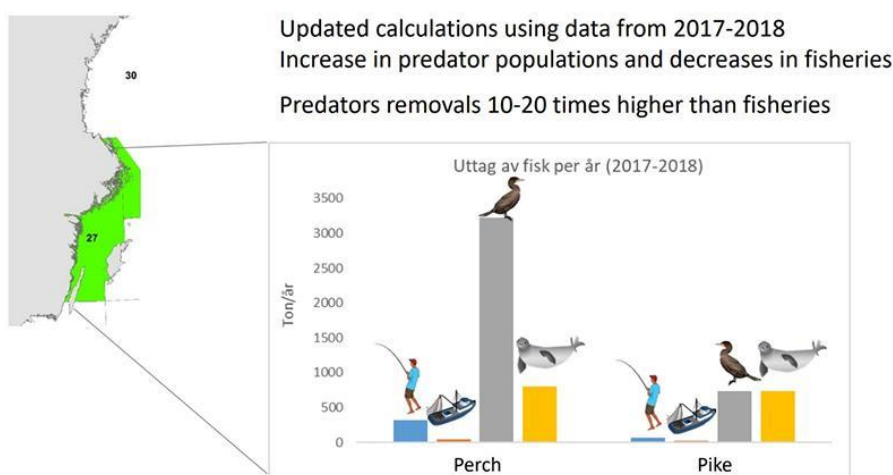 Updated calculations using data from 2017-2018
Increase in predator populations and decreases in fisheries
Predators removals 10-20 times higher than fisheries
30
27
Uttag av fisk per år (2017-2018)
Ton/år
3500
3000
2500
2000
1500
1000
500
0
Perch
Pike